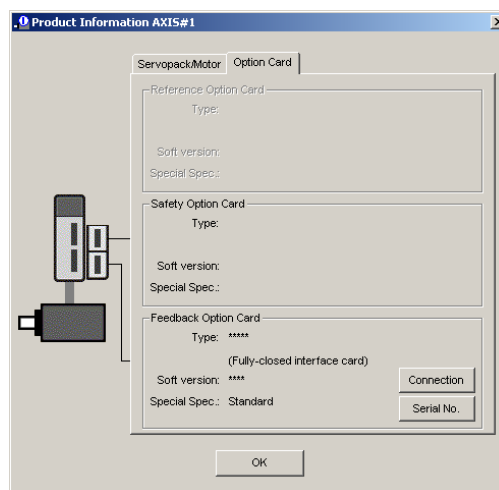 Product Information AXIS#1
Servopack/Motor Option Card
Reference Option Card
Type:
Soft version:
Special Spec.:
Safety Option Card
Type:
Soft version:
Special Spec.:
Feedback Option Card
Type: *****
(Fully-closed interface card)
Soft version: **** Connection
Special Spec.: Standard
Serial No.
OK